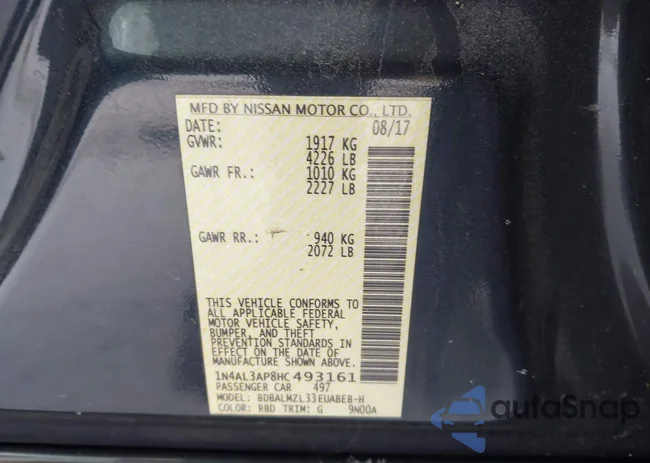 MFD BY NISSAN MOTOR CO., LTD.
DATE: 08/17
GVWR: 1917 KG
4226 LB
GAWR FR.: 1010 KG
2227 LB
GAWR RR.: 940 KG
2072 LB
THIS VEHICLE CONFORMS TO
ALL APPLICABLE FEDERAL
MOTOR VEHICLE SAFETY,
BUMPER, AND THEFT
PREVENTION STANDARDS IN
EFFECT ON THE DATE OF
MANUFACTURE SHOWN ABOVE.
1N4AL3AP8HC493161
PASSENGER CAR 497
MODEL: BDBALMZL33EUABEB-H
COLOR: RBD TRIM: G 9N00A
autoSnap